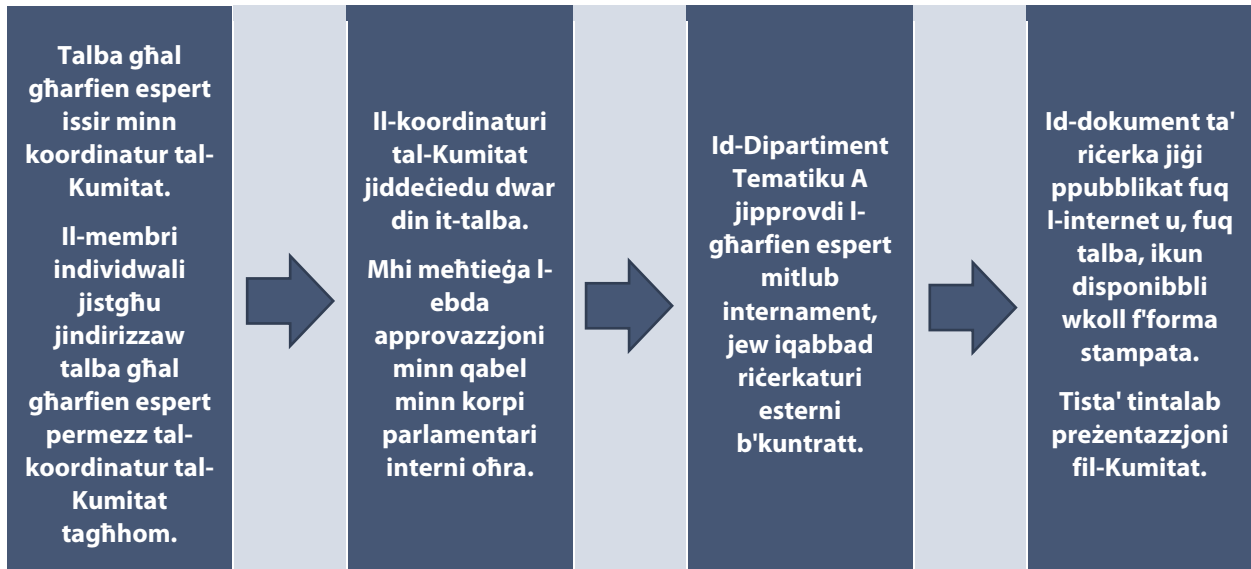 Talba għal
għarfien espert
issir minn
koordinatur tal-
Kumitat.
Il-membri
individwali
jistgħu
jindirizzaw
talba għal
għarfien espert
permezz tal-
koordinatur tal-
Kumitat
tagħhom.
Il-koordinaturi
tal-Kumitat
jiddeċiedu dwar
din it-talba.
Mhi meħtieġa l-
ebda
approvazzjoni
minn qabel
minn korpi
parlamentari
interni oħra.
Id-Dipartiment
Tematiku A
jipprovdi l-
għarfien espert
mitlub
internament,
jew iqabbad
riċerkaturi
esterni
b'kuntratt.
Id-dokument ta'
riċerka jiġi
ppubblikat fuq
l-internet u, fuq
talba, ikun
disponibbli
wkoll f'forma
stampata.
Tista' tintalab
preżentazzjoni
fil-Kumitat.